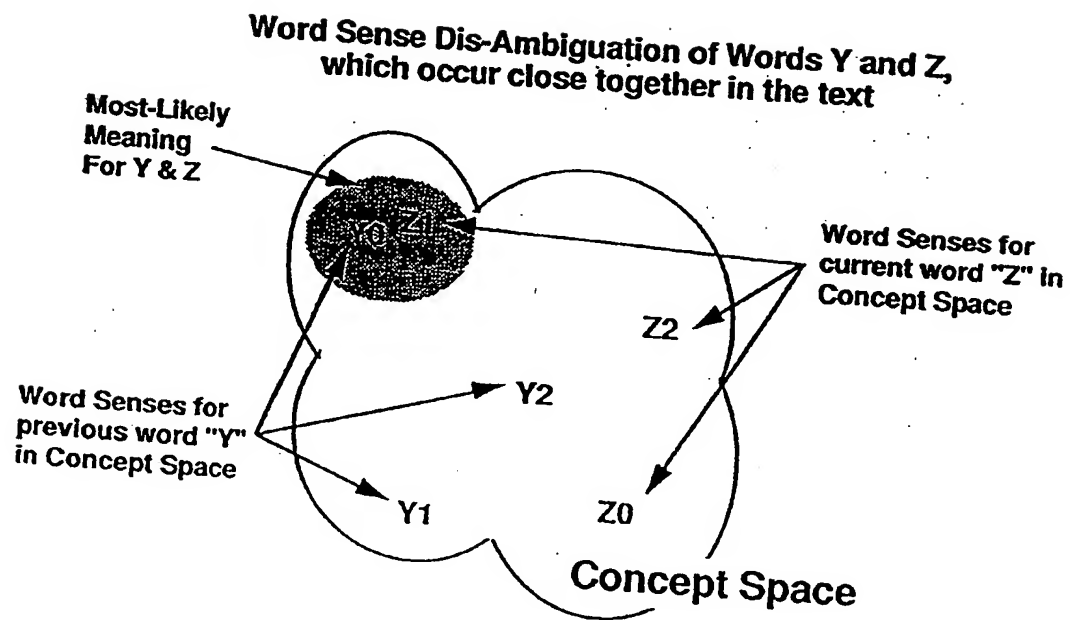 Word Sense Dis-Ambiguation of Words Y and Z,
which occur close together in the text
Most-Likely
Meaning
For Y & Z
Y0 Z1
Word Senses for
current word "Z" in
Concept Space
Z2
Y2
Word Senses for
previous word "Y"
in Concept Space
Y1
Z0
Concept Space